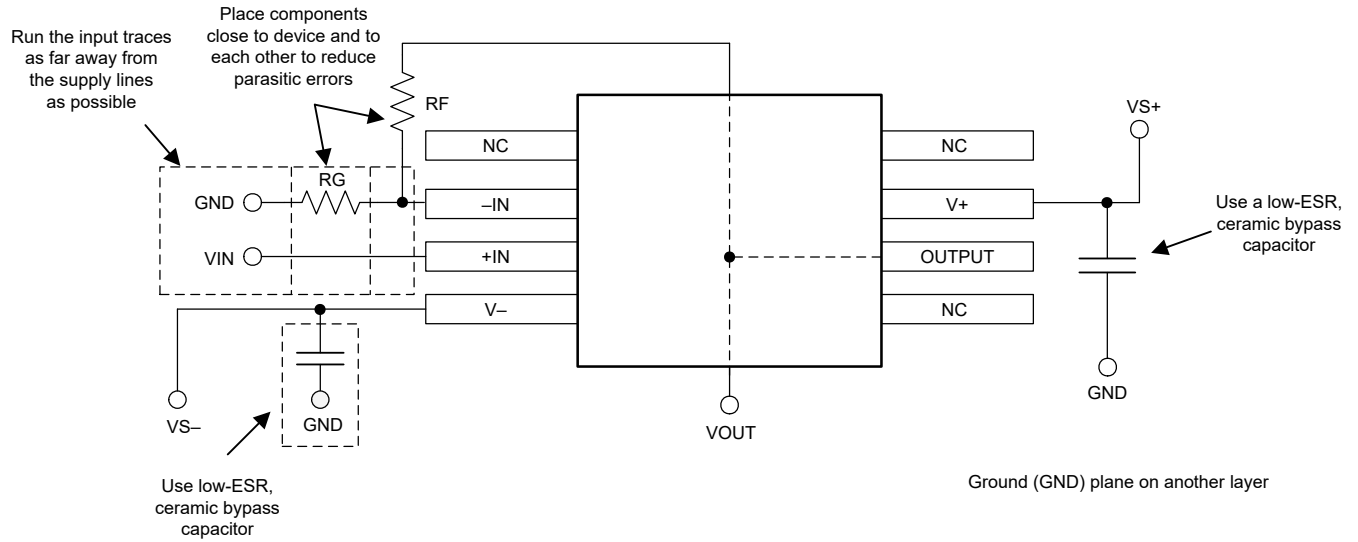 Place components
close to device and to
each other to reduce
parasitic errors
Run the input traces
as far away from
the supply lines
as possible
RF
VS+
NC
NC
RG
GND
–IN
V+
Use a low-ESR,
ceramic bypass
capacitor
VIN
+IN
OUTPUT
V–
NC
GND
VS–
GND
VOUT
Use low-ESR,
ceramic bypass
capacitor
Ground (GND) plane on another layer